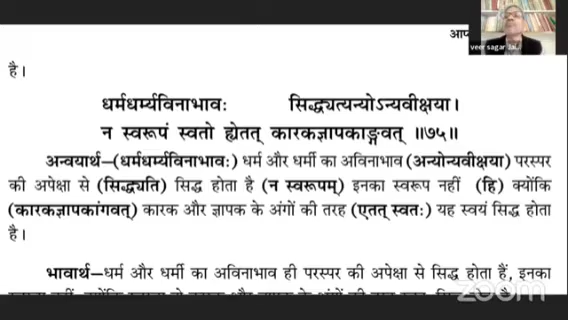 आप्
veer sagar Jai
है।
धर्मधर्म्यविनाभावः सिद्ध्यत्यन्योऽन्यवीक्षया।
न स्वरूपं स्वतो ह्येतत् कारकज्ञापकाङ्गवत् ॥७५॥
अन्वयार्थ–(धर्मधर्म्यविनाभावः) धर्म और धर्मी का अविनाभाव (अन्योन्यवीक्षया) परस्पर
की अपेक्षा से (सिद्ध्यति) सिद्ध होता है (न स्वरूपम्) इनका स्वरूप नहीं (हि) क्योंकि
(कारकज्ञापकांगवत्) कारक और ज्ञापक के अंगों की तरह (एतत् स्वतः) यह स्वयं सिद्ध होता
है।
भावार्थ–धर्म और धर्मी का अविनाभाव ही परस्पर की अपेक्षा से सिद्ध होता हैं, इनका
zoom